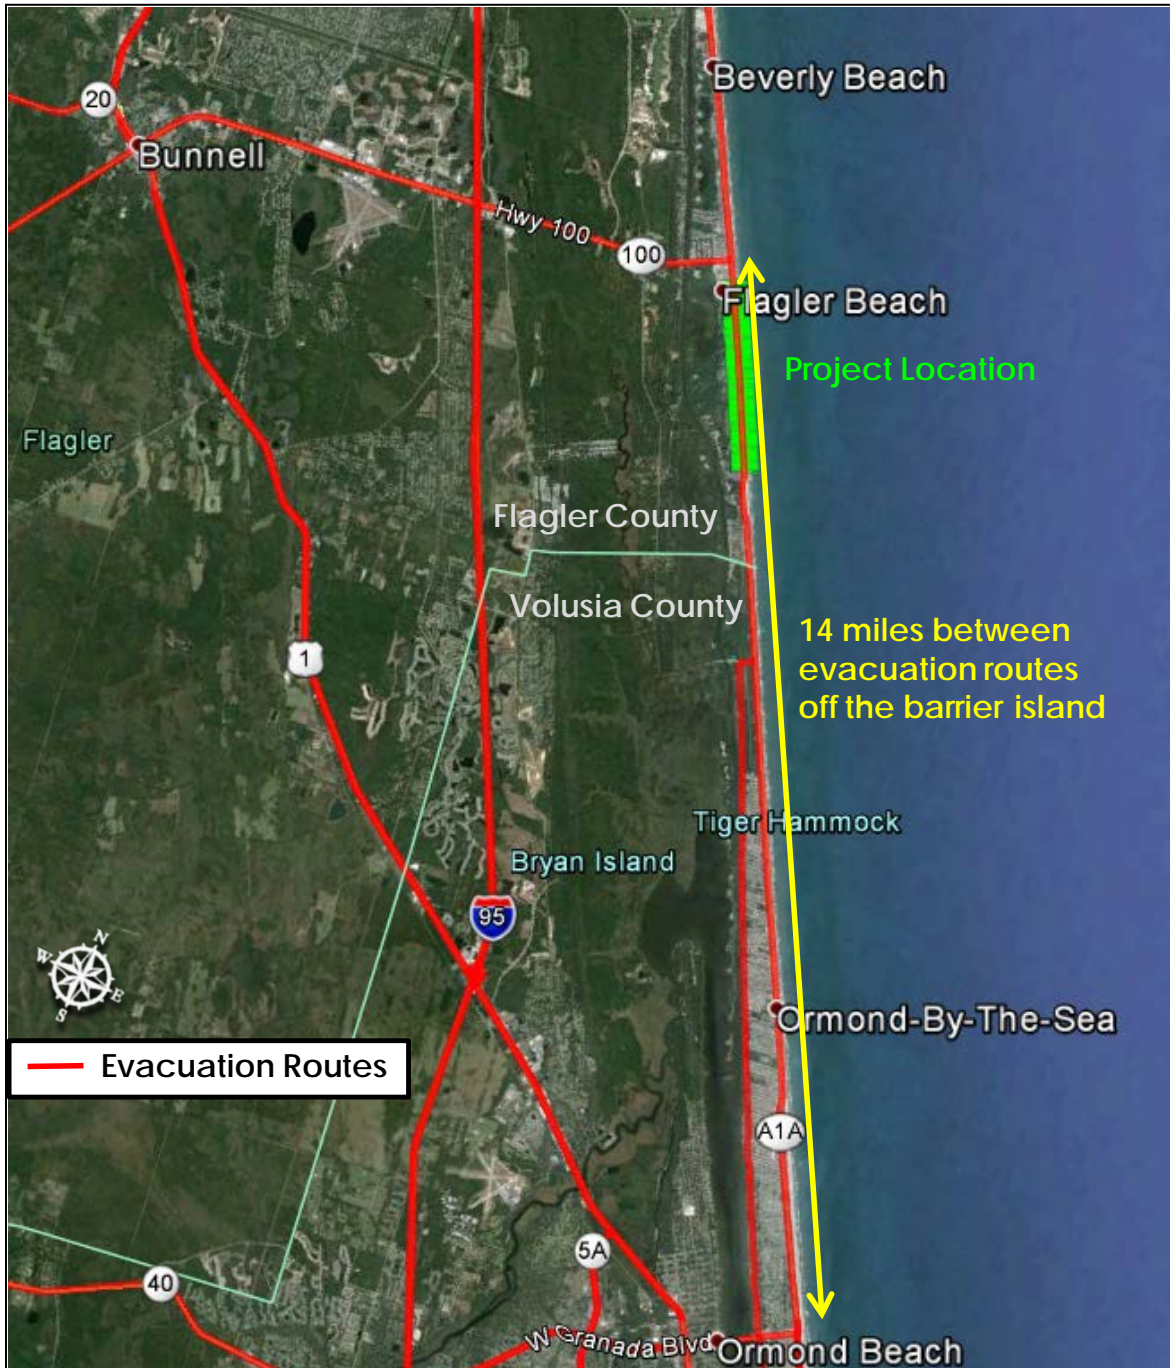 Beverly Beach
20
Bunnell
Hwy 100
100
Flagler Beach
Project Location
Flagler
Flagler County
Volusia County
14 miles between
evacuation routes
off the barrier island
1
Tiger Hammock
Bryan Island
95
N
W
E
S
Ormond-By-The-Sea
Evacuation Routes
A1A
5A
40
W Granada Blvd
Ormond Beach